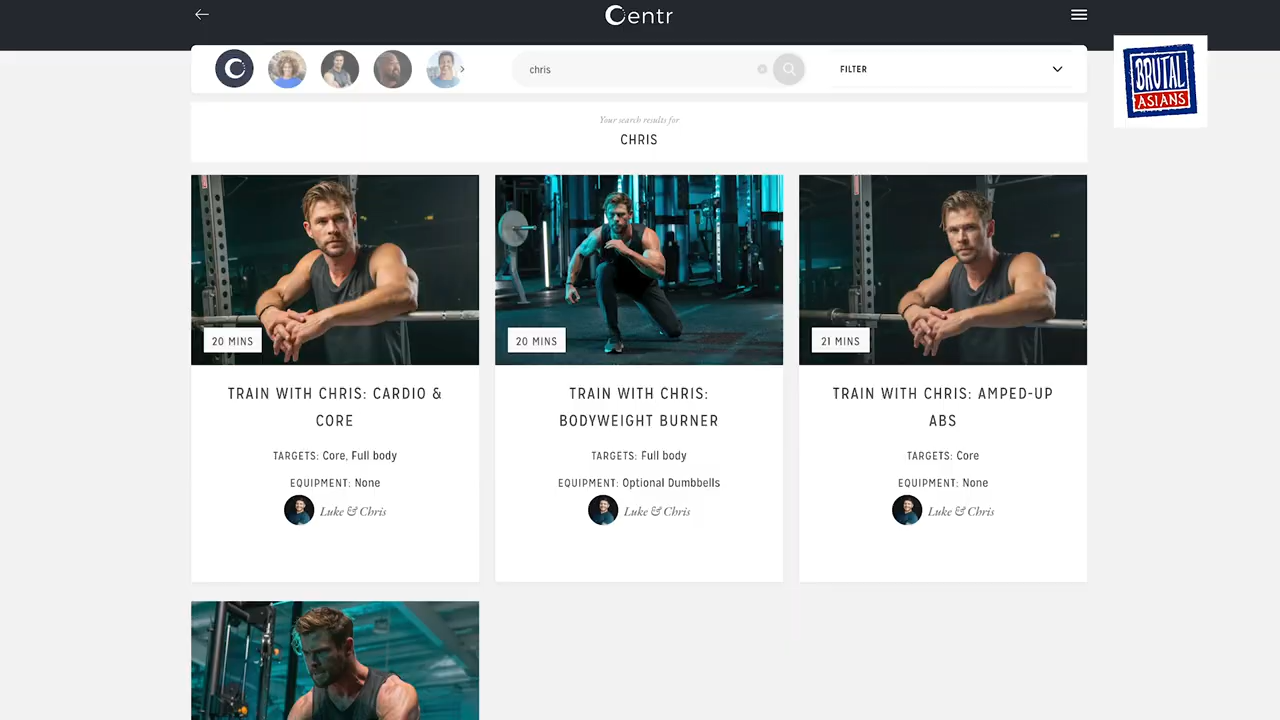 Centr
chris
FILTER
BRUTAL
ASIANS
Your search results for
CHRIS
20 MINS
20 MINS
21 MINS
TRAIN WITH CHRIS: CARDIO &
CORE
TARGETS: Core, Full body
EQUIPMENT: None
Luke & Chris
TRAIN WITH CHRIS:
BODYWEIGHT BURNER
TARGETS: Full body
EQUIPMENT: Optional Dumbbells
Luke & Chris
TRAIN WITH CHRIS: AMPED-UP
ABS
TARGETS: Core
EQUIPMENT: None
Luke & Chris